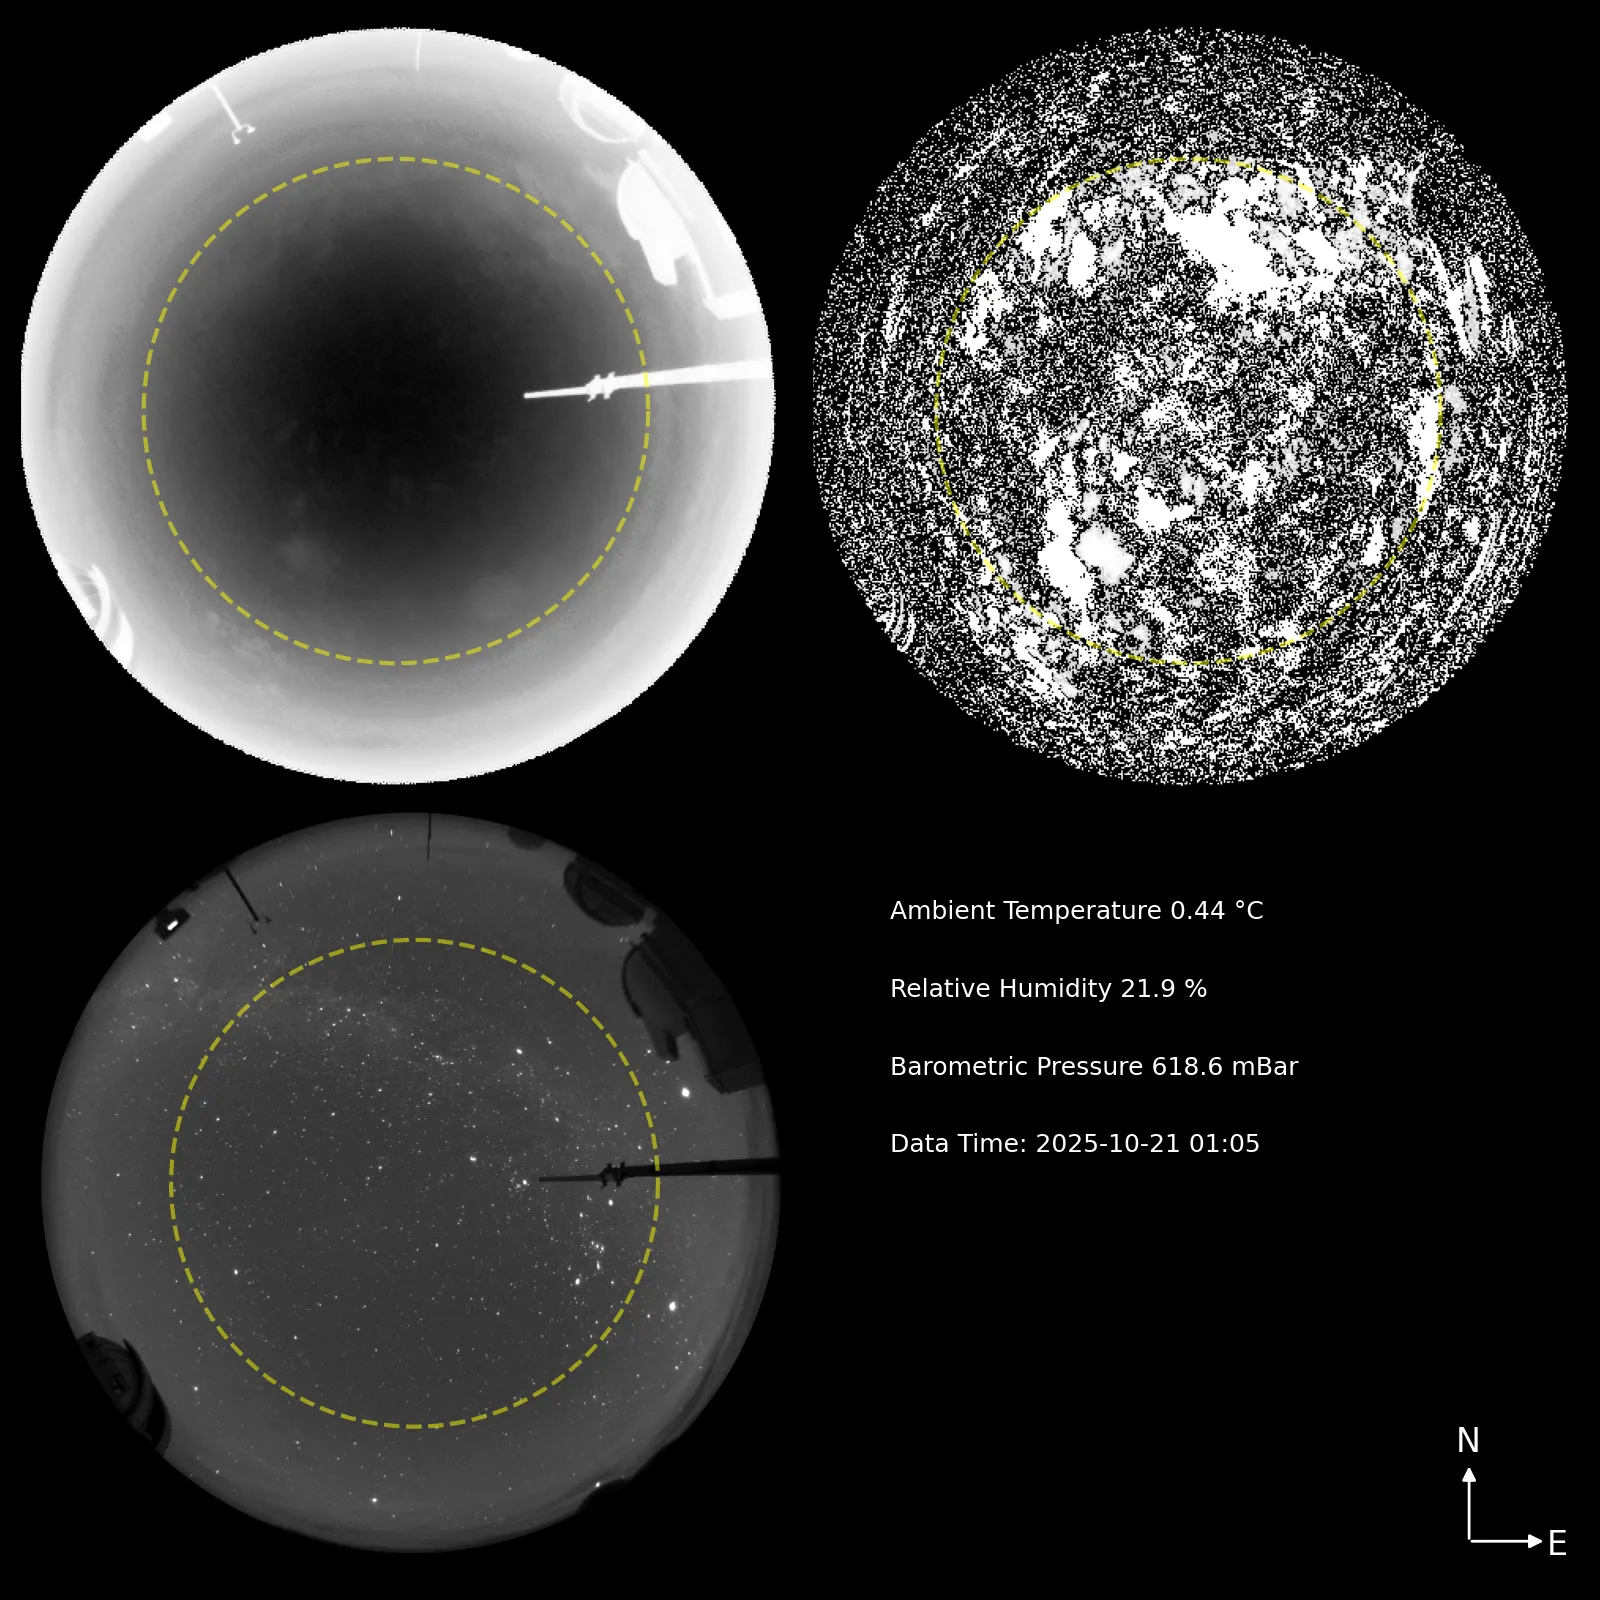 Ambient Temperature 0.44 °C
Relative Humidity 21.9 %
Barometric Pressure 618.6 mBar
Data Time: 2025-10-21 01:05
N
E